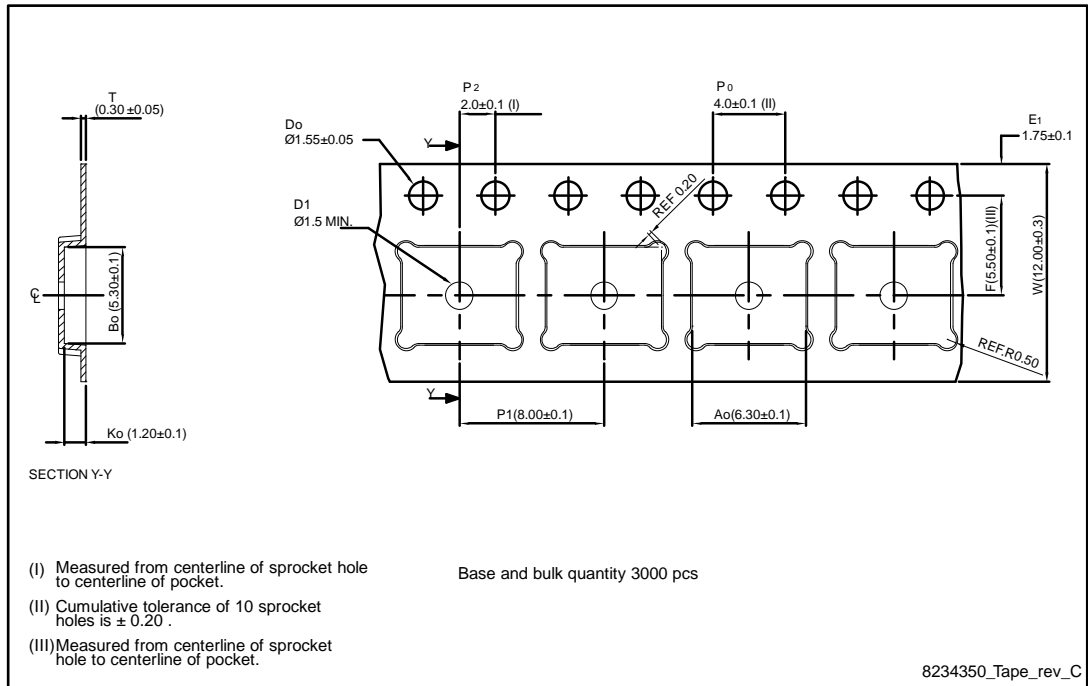 T
(0.30 ±0.05)
P2
2.0±0.1 (I)
P0
4.0±0.1 (II)
E1
1.75±0.1
Do
Ø1.55±0.05
Y
D1
Ø1.5 MIN.
REF 0.20
F(5.50±0.1)(III)
W(12.00±0.3)
℄
Bo (5.30±0.1)
REF.R0.50
Y
P1(8.00±0.1)
Ao(6.30±0.1)
Ko (1.20±0.1)
SECTION Y-Y
(I) Measured from centerline of sprocket hole
to centerline of pocket.
Base and bulk quantity 3000 pcs
(II) Cumulative tolerance of 10 sprocket
holes is ± 0.20 .
(III)Measured from centerline of sprocket
hole to centerline of pocket.
8234350_Tape_rev_C